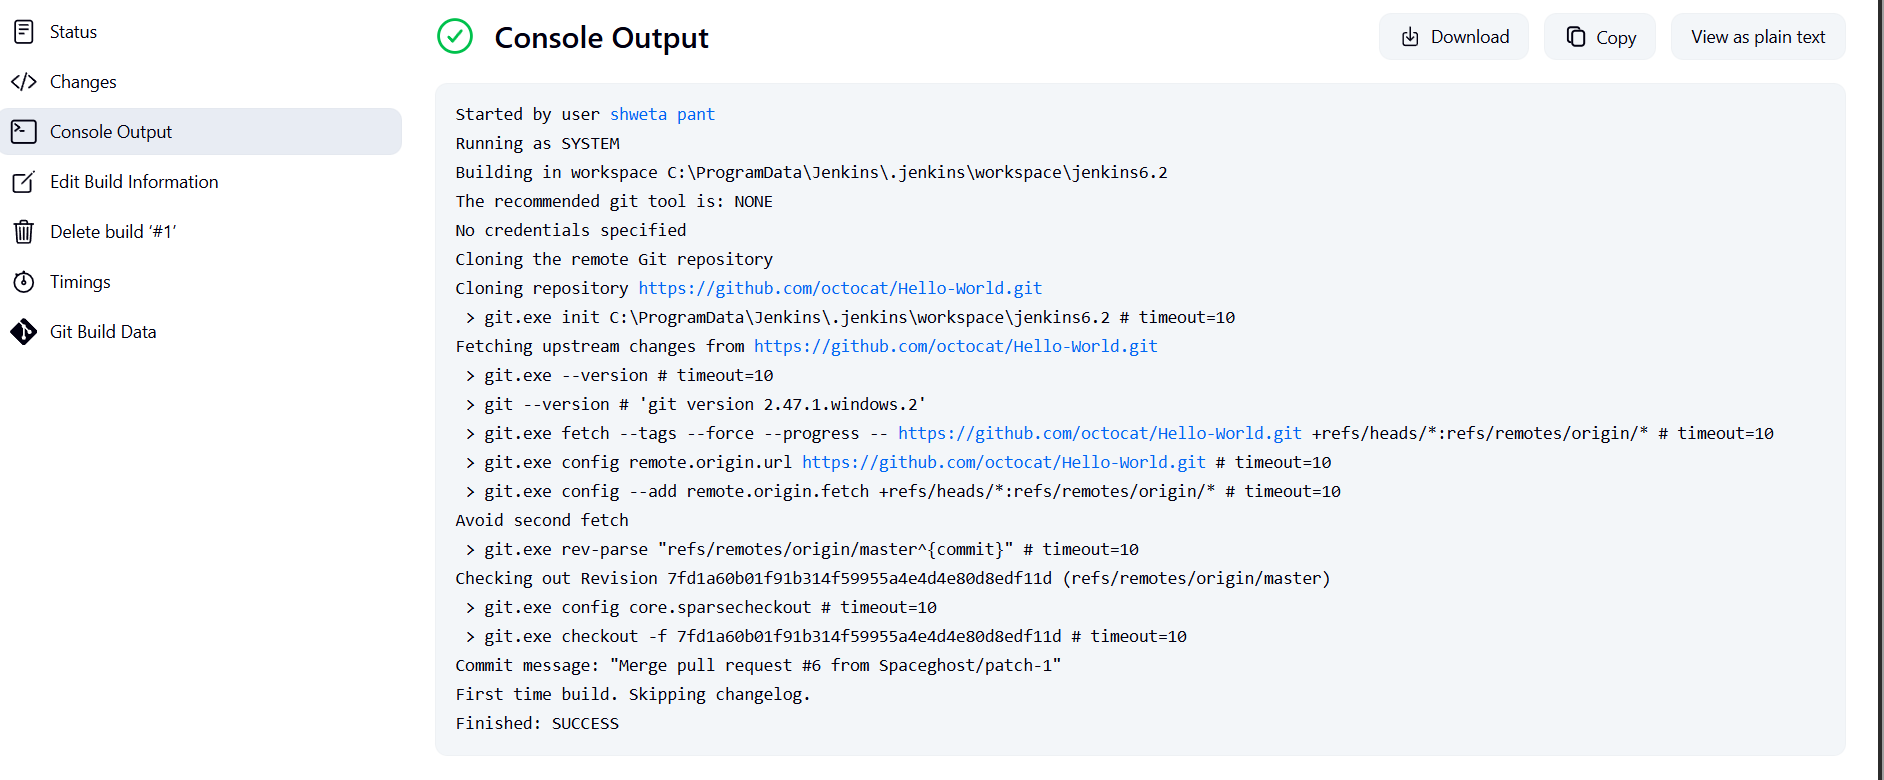 Status
Changes
Console Output
Edit Build Information
Delete build ‘#1’
Timings
Git Build Data
Console Output
Download
Copy
View as plain text
Started by user shweta pant
Running as SYSTEM
Building in workspace C:\ProgramData\Jenkins\.jenkins\workspace\jenkins6.2
The recommended git tool is: NONE
No credentials specified
Cloning the remote Git repository
Cloning repository https://github.com/octocat/Hello-World.git
 > git.exe init C:\ProgramData\Jenkins\.jenkins\workspace\jenkins6.2 # timeout=10
Fetching upstream changes from https://github.com/octocat/Hello-World.git
 > git.exe --version # timeout=10
 > git --version # 'git version 2.47.1.windows.2'
 > git.exe fetch --tags --force --progress -- https://github.com/octocat/Hello-World.git +refs/heads/*:refs/remotes/origin/* # timeout=10
 > git.exe config remote.origin.url https://github.com/octocat/Hello-World.git # timeout=10
 > git.exe config --add remote.origin.fetch +refs/heads/*:refs/remotes/origin/* # timeout=10
Avoid second fetch
 > git.exe rev-parse "refs/remotes/origin/master^{commit}" # timeout=10
Checking out Revision 7fd1a60b01f91b314f59955a4e4d4e80d8edf11d (refs/remotes/origin/master)
 > git.exe config core.sparsecheckout # timeout=10
 > git.exe checkout -f 7fd1a60b01f91b314f59955a4e4d4e80d8edf11d # timeout=10
Commit message: "Merge pull request #6 from Spaceghost/patch-1"
First time build. Skipping changelog.
Finished: SUCCESS